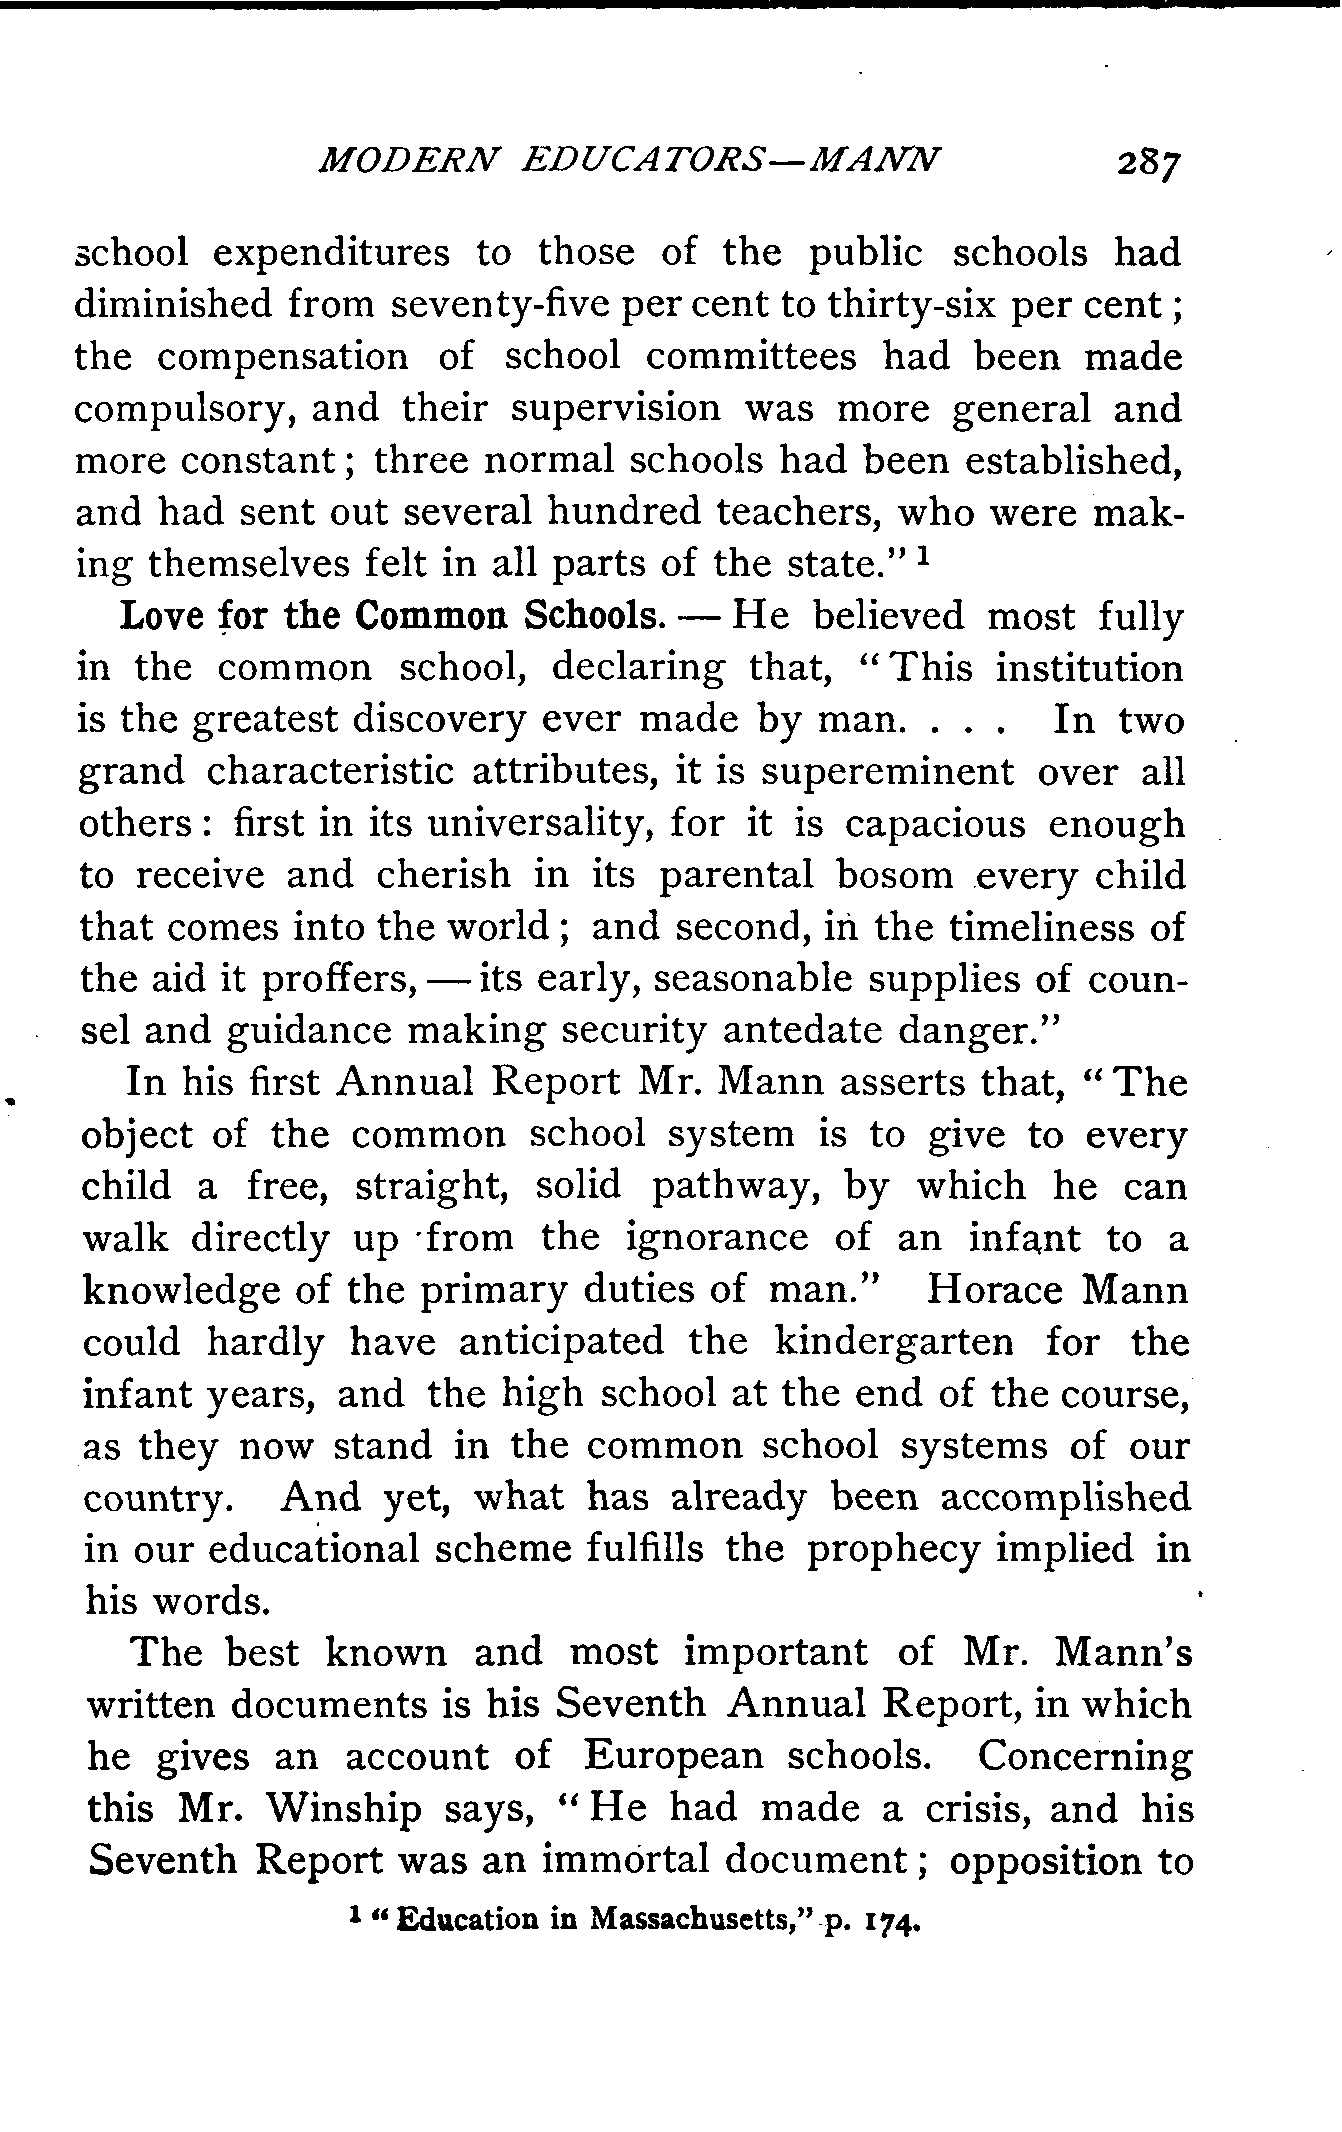 MODERN EDUCATORS—MANN 287
school expenditures to those of the public schools had
diminished from seventy-five per cent to thirty-six per cent ;
the compensation of school committees had been made
compulsory, and their supervision was more general and
more constant ; three normal schools had been established,
and had sent out several hundred teachers, who were mak-
ing themselves felt in all parts of the state." 1
Love for the Common Schools. — He believed most fully
in the common school, declaring that, " This institution
is the greatest discovery ever made by man. . . . In two
grand characteristic attributes, it is supereminent over all
others : first in its universality, for it is capacious enough
to receive and cherish in its parental bosom every child
that comes into the world ; and second, in the timeliness of
the aid it proffers, — its early, seasonable supplies of coun-
sel and guidance making security antedate danger."
In his first Annual Report Mr. Mann asserts that, " The
object of the common school system is to give to every
child a free, straight, solid pathway, by which he can
walk directly up from the ignorance of an infant to a
knowledge of the primary duties of man." Horace Mann
could hardly have anticipated the kindergarten for the
infant years, and the high school at the end of the course,
as they now stand in the common school systems of our
country. And yet, what has already been accomplished
in our educational scheme fulfills the prophecy implied in
his words.
The best known and most important of Mr. Mann's
written documents is his Seventh Annual Report, in which
he gives an account of European schools. Concerning
this Mr. Winship says, " He had made a crisis, and his
Seventh Report was an immortal document ; opposition to
1 " Education in Massachusetts," p. 174.